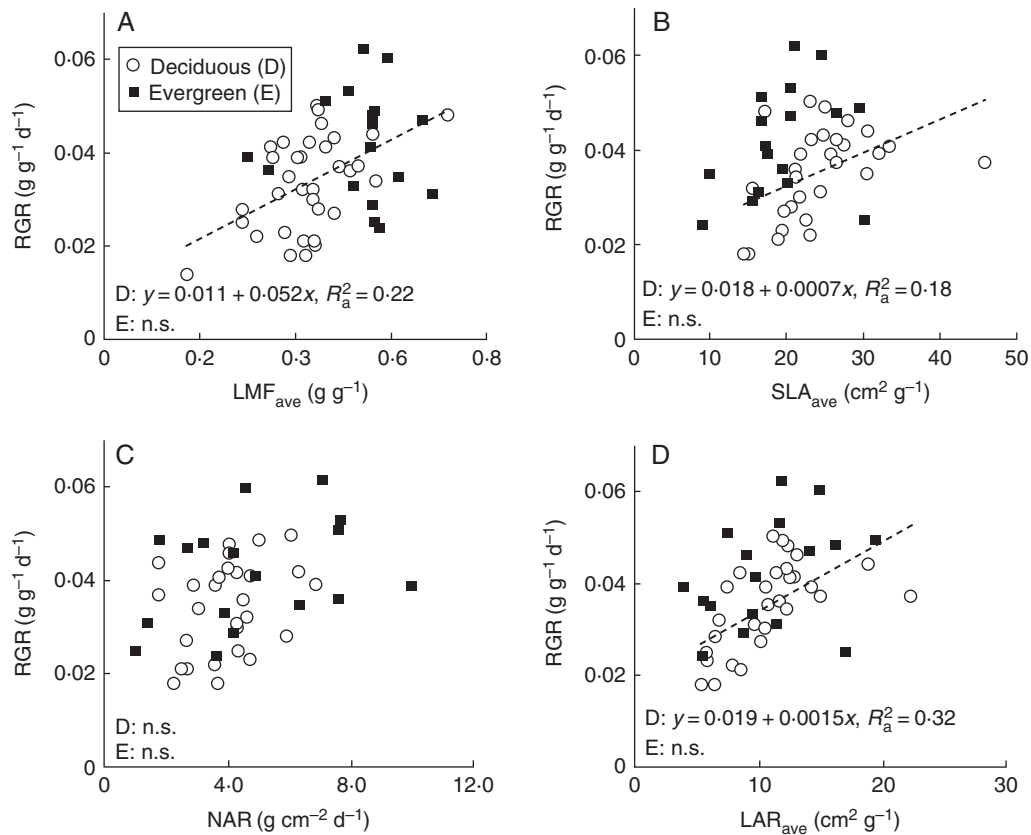 A
Deciduous (D)
Evergreen (E)
RGR (g g⁻¹ d⁻¹)
0·06
0·04
0·02
0
D: y = 0·011 + 0·052x, R²ₐ = 0·22
E: n.s.
0 0·2 0·3 0·6 0·8
LMFave (g g⁻¹)
B
RGR (g g⁻¹ d⁻¹)
0·06
0·04
0·02
0
D: y = 0·018 + 0·0007x, R²ₐ = 0·18
E: n.s.
0 10 20 30 40 50
SLAave (cm² g⁻¹)
C
RGR (g g⁻¹ d⁻¹)
0·06
0·04
0·02
0
D: n.s.
E: n.s.
0 4·0 8·0 12·0
NAR (g cm⁻² d⁻¹)
D
RGR (g g⁻¹ d⁻¹)
0·06
0·04
0·02
0
D: y = 0·019 + 0·0015x, R²ₐ = 0·32
E: n.s.
0 10 20 30
LARave (cm² g⁻¹)